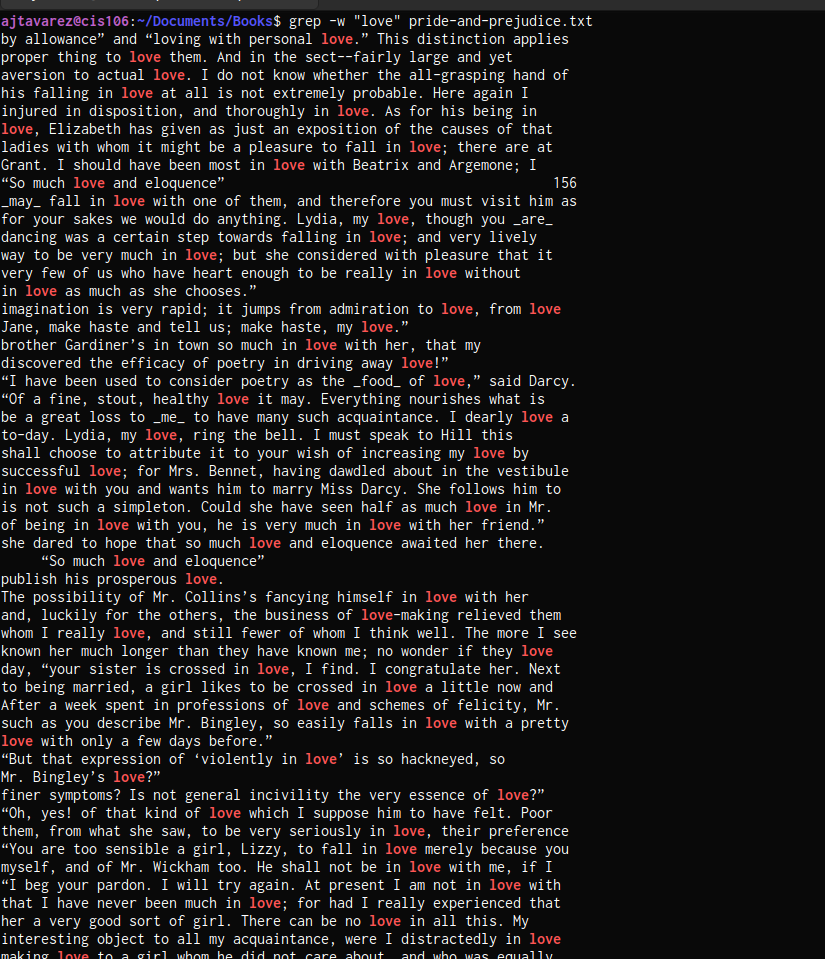 ajtavarez@cis106:~/Documents/Books$ grep -w "love" pride-and-prejudice.txt
by allowance” and “loving with personal love.” This distinction applies
proper thing to love them. And in the sect--fairly large and yet
aversion to actual love. I do not know whether the all-grasping hand of
his falling in love at all is not extremely probable. Here again I
injured in disposition, and thoroughly in love. As for his being in
love, Elizabeth has given as just an exposition of the causes of that
ladies with whom it might be a pleasure to fall in love; there are at
Grant. I should have been most in love with Beatrix and Argemone; I
“So much love and eloquence” 156
_may_ fall in love with one of them, and therefore you must visit him as
for your sakes we would do anything. Lydia, my love, though you _are_
dancing was a certain step towards falling in love; and very lively
way to be very much in love; but she considered with pleasure that it
very few of us who have heart enough to be really in love without
in love as much as she chooses.”
imagination is very rapid; it jumps from admiration to love, from love
Jane, make haste and tell us; make haste, my love.”
brother Gardiner’s in town so much in love with her, that my
discovered the efficacy of poetry in driving away love!”
“I have been used to consider poetry as the _food_ of love,” said Darcy.
“Of a fine, stout, healthy love it may. Everything nourishes what is
be a great loss to _me_ to have many such acquaintance. I dearly love a
to-day. Lydia, my love, ring the bell. I must speak to Hill this
shall choose to attribute it to your wish of increasing my love by
successful love; for Mrs. Bennet, having dawdled about in the vestibule
in love with you and wants him to marry Miss Darcy. She follows him to
is not such a simpleton. Could she have seen half as much love in Mr.
of being in love with you, he is very much in love with her friend.”
she dared to hope that so much love and eloquence awaited her there.
“So much love and eloquence”
publish his prosperous love.
The possibility of Mr. Collins’s fancying himself in love with her
and, luckily for the others, the business of love-making relieved them
whom I really love, and still fewer of whom I think well. The more I see
known her much longer than they have known me; no wonder if they love
day, “your sister is crossed in love, I find. I congratulate her. Next
to being married, a girl likes to be crossed in love a little now and
After a week spent in professions of love and schemes of felicity, Mr.
such as you describe Mr. Bingley, so easily falls in love with a pretty
love with only a few days before.”
“But that expression of ‘violently in love’ is so hackneyed, so
Mr. Bingley’s love?”
finer symptoms? Is not general incivility the very essence of love?”
“Oh, yes! of that kind of love which I suppose him to have felt. Poor
them, from what she saw, to be very seriously in love, their preference
“You are too sensible a girl, Lizzy, to fall in love merely because you
myself, and of Mr. Wickham too. He shall not be in love with me, if I
“I beg your pardon. I will try again. At present I am not in love with
that I have never been much in love; for had I really experienced that
her a very good sort of girl. There can be no love in all this. My
interesting object to all my acquaintance, were I distractedly in love
making love to a girl whom he did not care about, and who was equally